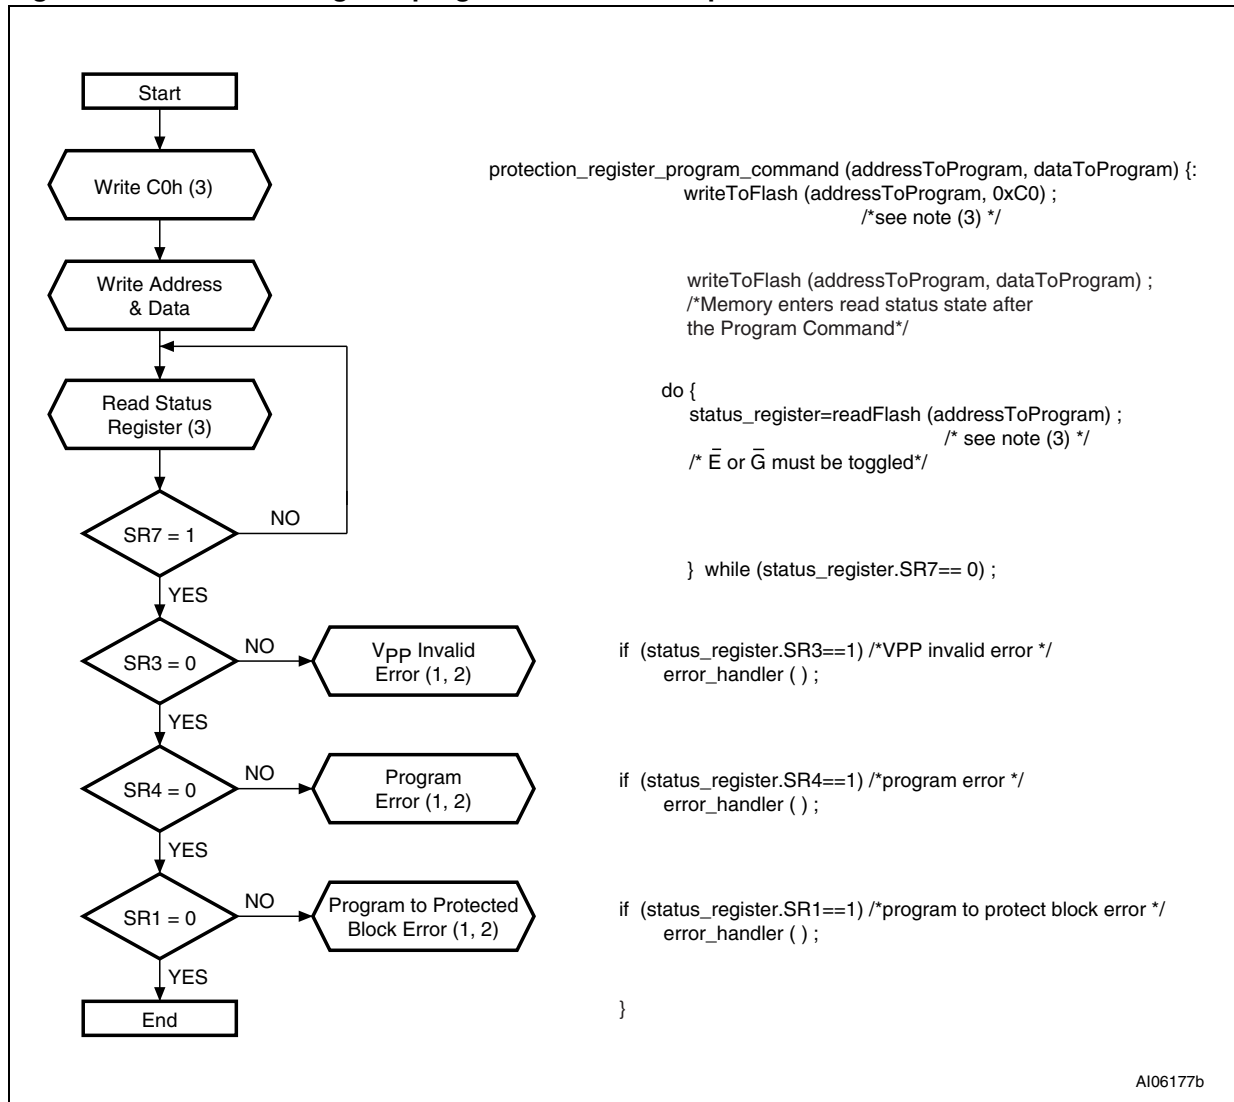 Start
Write C0h (3)
Write Address
& Data
Read Status
Register (3)
SR7 = 1
NO
YES
SR3 = 0
NO
VPP Invalid
Error (1, 2)
YES
SR4 = 0
NO
Program
Error (1, 2)
YES
SR1 = 0
NO
Program to Protected
Block Error (1, 2)
YES
End
protection_register_program_command (addressToProgram, dataToProgram) {:
writeToFlash (addressToProgram, 0xC0) ;
/*see note (3) */
writeToFlash (addressToProgram, dataToProgram) ;
/*Memory enters read status state after
the Program Command*/
do {
status_register=readFlash (addressToProgram) ;
/* see note (3) */
/* E̅ or G̅ must be toggled*/
} while (status_register.SR7== 0) ;
if (status_register.SR3==1) /*VPP invalid error */
error_handler ( ) ;
if (status_register.SR4==1) /*program error */
error_handler ( ) ;
if (status_register.SR1==1) /*program to protect block error */
error_handler ( ) ;
}
AI06177b